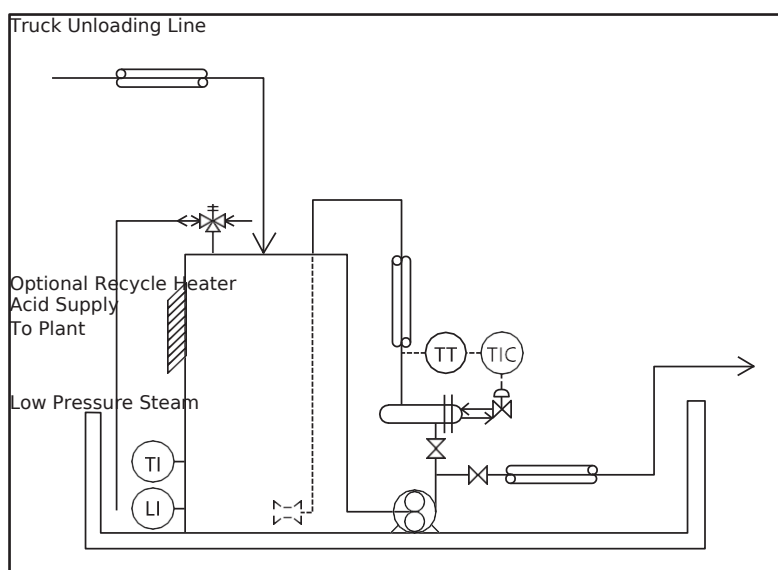 Truck Unloading Line
Optional Recycle Heater
Acid Supply
To Plant
TT
TIC
Low Pressure Steam
TI
LI